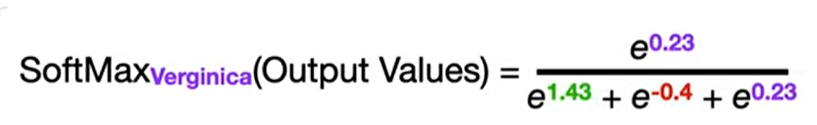 SoftMaxVerginica(Output Values) = e^0.23 / (e^1.43 + e^-0.4 + e^0.23)